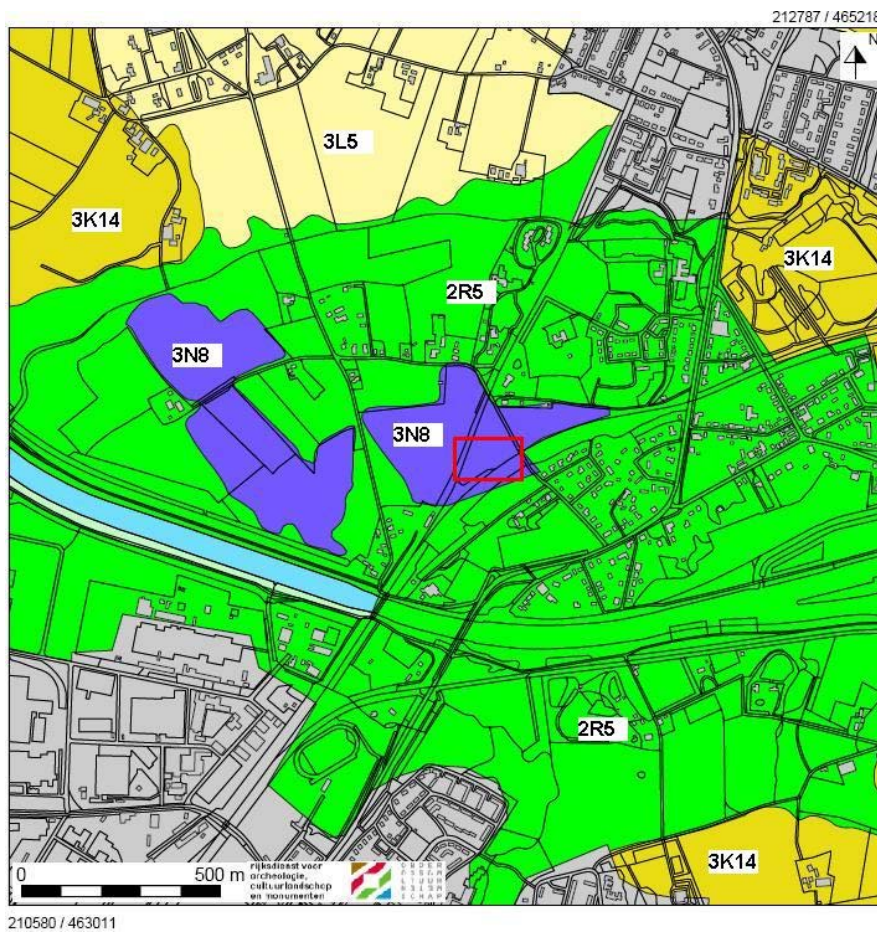 212787 / 465218
N
3L5
3K14
3K14
2R5
3N8
3N8
2R5
3K14
0 500 m
rijksdienst voor
archeologie,
cultuurlandschap
en monumenten
210580 / 463011